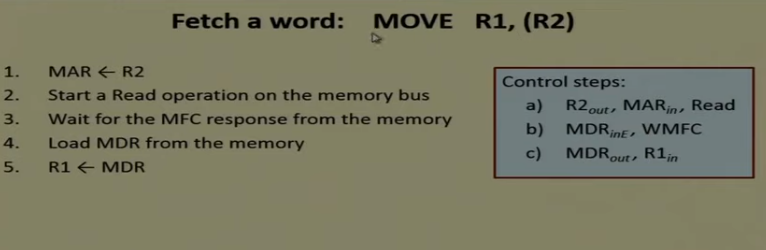 Fetch a word: MOVE R1, (R2)
1. MAR ← R2
2. Start a Read operation on the memory bus
3. Wait for the MFC response from the memory
4. Load MDR from the memory
5. R1 ← MDR
Control steps:
a) R2out, MARin, Read
b) MDRinE, WMFC
c) MDRout, R1in